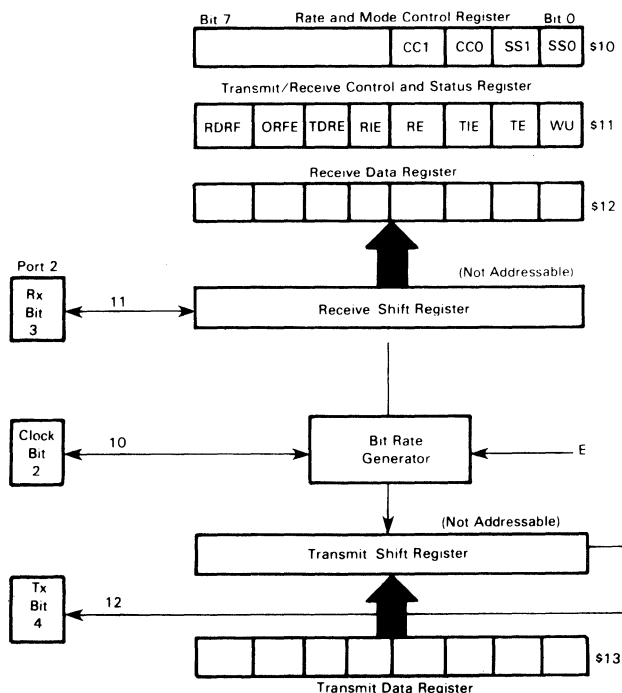 Bit 7 Rate and Mode Control Register Bit 0
CC1 CC0 SS1 SS0 $10
Transmit/Receive Control and Status Register
RDRF ORFE TDRE RIE RE TIE TE WU $11
Receive Data Register
$12
Port 2
(Not Addressable)
Rx
Bit
3
11
Receive Shift Register
Clock
Bit
2
10
Bit Rate
Generator
E
(Not Addressable)
Transmit Shift Register
Tx
Bit
4
12
$13
Transmit Data Register